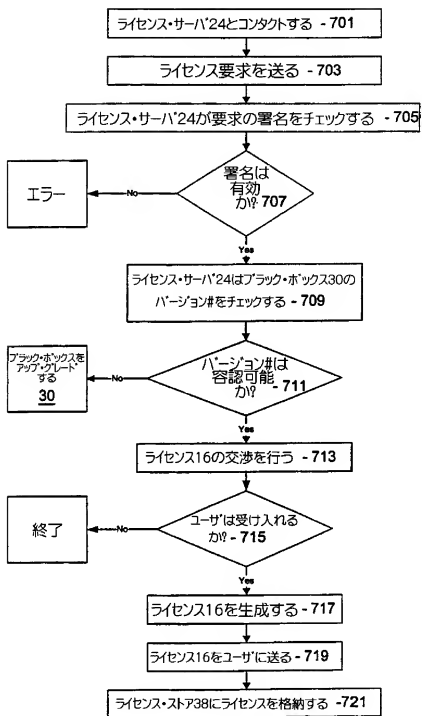 ライセンス・サーバ24とコンタクトする - 701
ライセンス要求を送る - 703
ライセンス・サーバ24が要求の署名をチェックする - 705
署名は
有効
か? 707
No
エラー
Yes
ライセンス・サーバ24はブラック・ボックス30の
バージョン#をチェックする - 709
バージョン#は
容認可能 - 711
か?
No
ブラック・ボックスを
アップ・グレード
する
30
Yes
ライセンス16の交渉を行う - 713
ユーザは受け入れる
か? - 715
No
終了
Yes
ライセンス16を生成する - 717
ライセンス16をユーザに送る - 719
ライセンス・ストア38にライセンスを格納する - 721